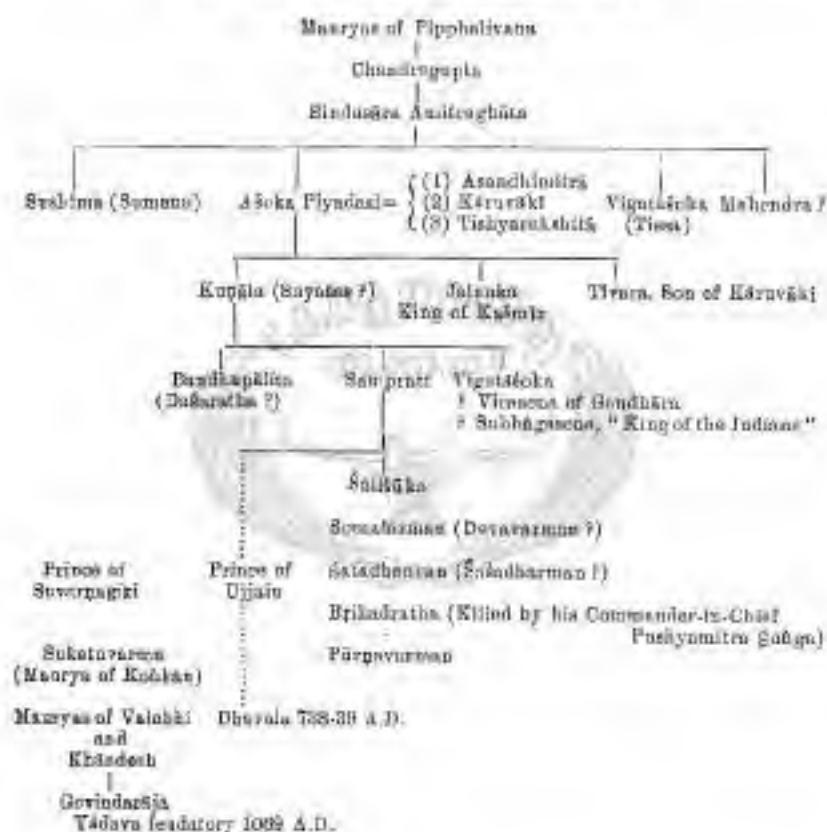 Mauryas of Pipphalivana
Chandragupta
Bindusāra Amitraghāta
Susīma (Sumana) Aśoka Piyadasi= (1) Asandhimitrā Vigatāśoka Mahendra ?
(2) Kāruvākī (Tissa)
(3) Tishyarakshitā
Kuṇāla (Suyaśas ?) Jalauka Tīvara, Son of Kāruvākī
King of Kaśmīr
Bandhupālita Samprati Vigatāśoka
(Daśaratha ?) ? Vīrasena of Gandhāra
? Subhāgasena, "King of the Indians"
Śāliśūka
Somaśarman (Devavarman ?)
Prince of Prince of Śatadhanvan (Śaśadharman ?)
Suvarṇagiri Ujjain
Bṛihadratha (Killed by his Commander-in-Chief
Pushyamitra Śuṅga)
Suketuvarma Pūrṇavarman
(Maurya of Koṅkan)
Mauryas of Valabhi Dhavala 738-39 A.D.
and
Khāndesh
Govindarāja
Yādava feudatory 1069 A.D.